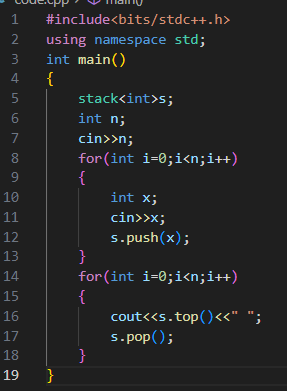 code.cpp > main()
1 #include<bits/stdc++.h>
2 using namespace std;
3 int main()
4 {
5     stack<int>s;
6     int n;
7     cin>>n;
8     for(int i=0;i<n;i++)
9     {
10         int x;
11         cin>>x;
12         s.push(x);
13     }
14     for(int i=0;i<n;i++)
15     {
16         cout<<s.top()<<" ";
17         s.pop();
18     }
19 }